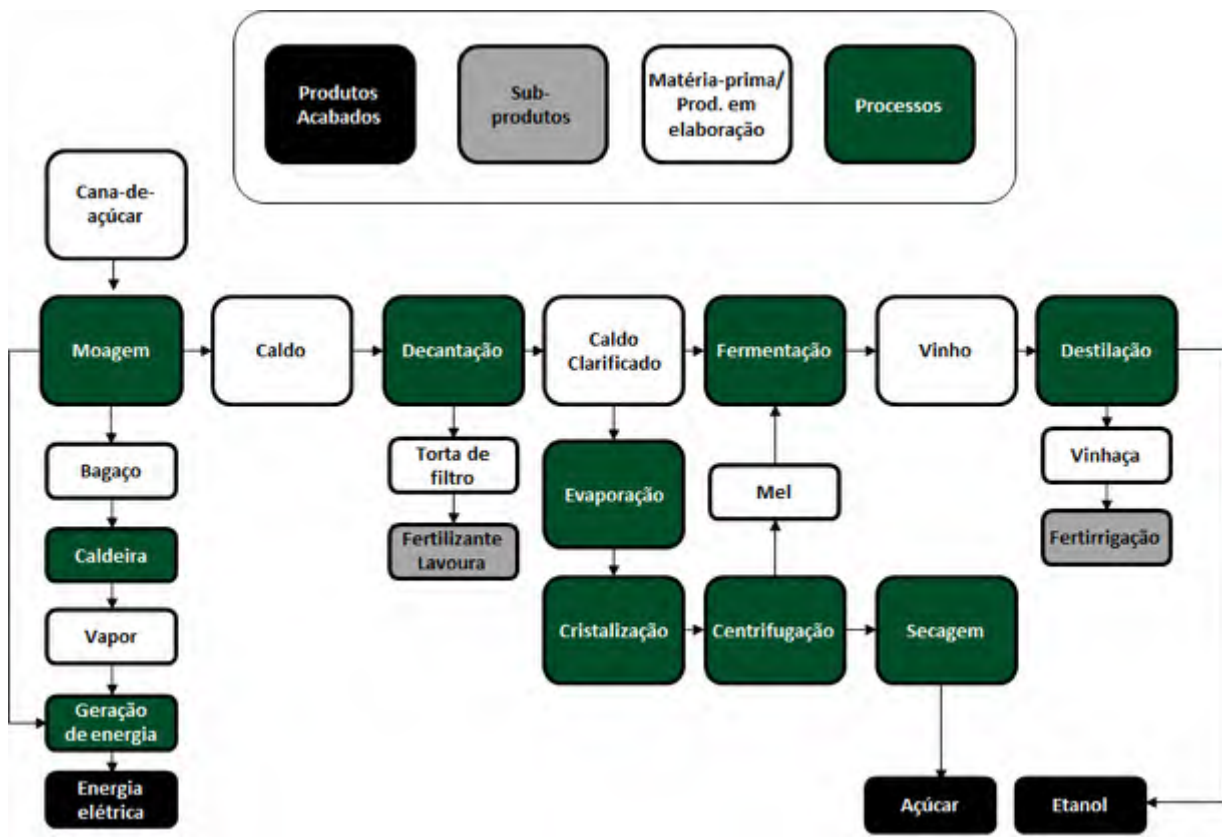 Produtos
Acabados
Sub-
produtos
Matéria-prima/
Prod. em
elaboração
Processos
Cana-de-
açúcar
Moagem
Caldo
Decantação
Caldo
Clarificado
Fermentação
Vinho
Destilação
Bagaço
Torta de
filtro
Evaporação
Mel
Vinhaça
Caldeira
Fertilizante
Lavoura
Fertirrigação
Vapor
Cristalização
Centrifugação
Secagem
Geração
de energia
Energia
elétrica
Açúcar
Etanol